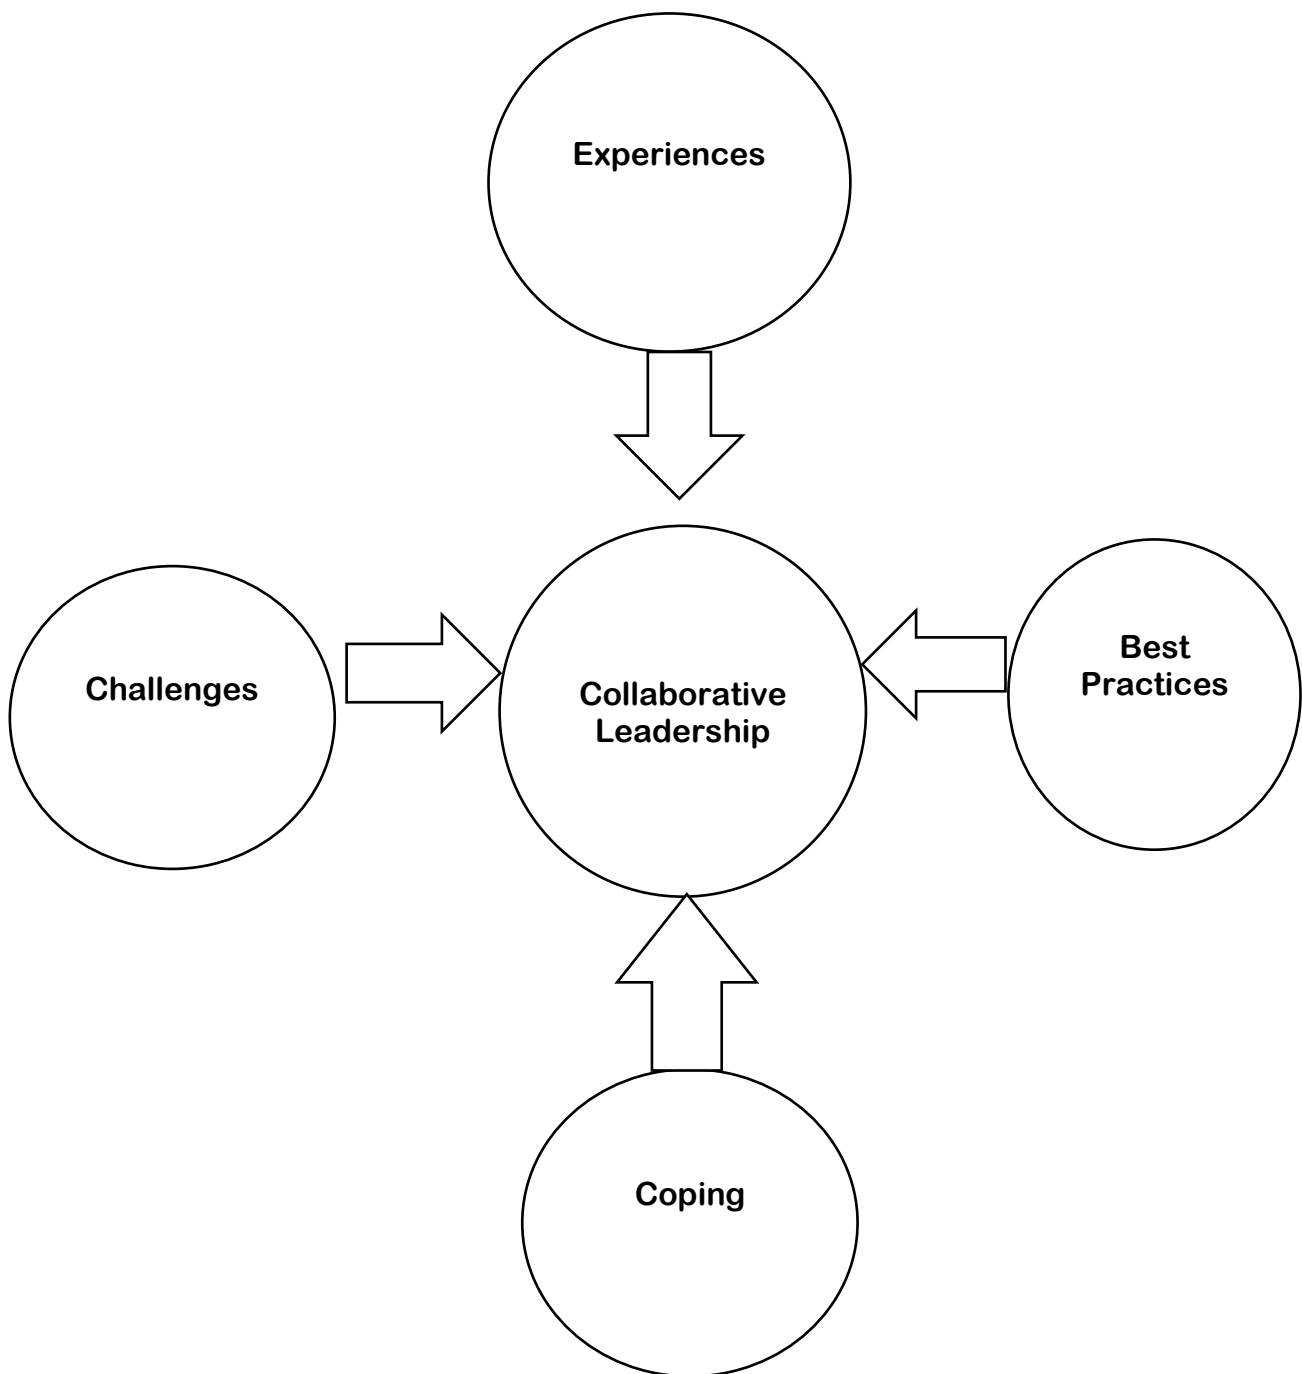 Experiences
Challenges
Collaborative
Leadership
Best
Practices
Coping